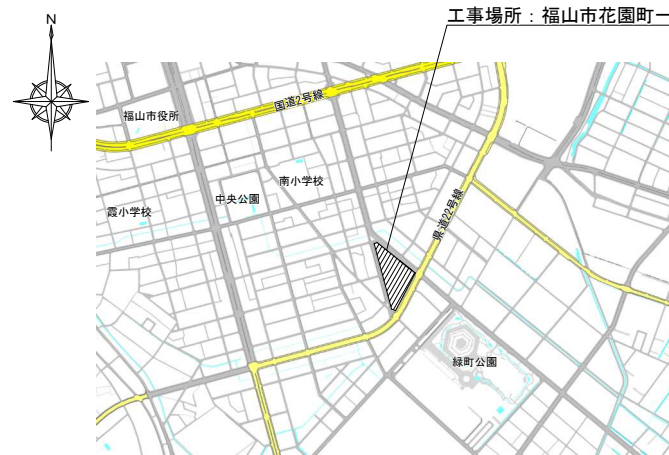 工事場所：福山市花園町一
N
国道2号線
福山市役所
南小学校
霞小学校
中央公園
県道22号線
緑町公園